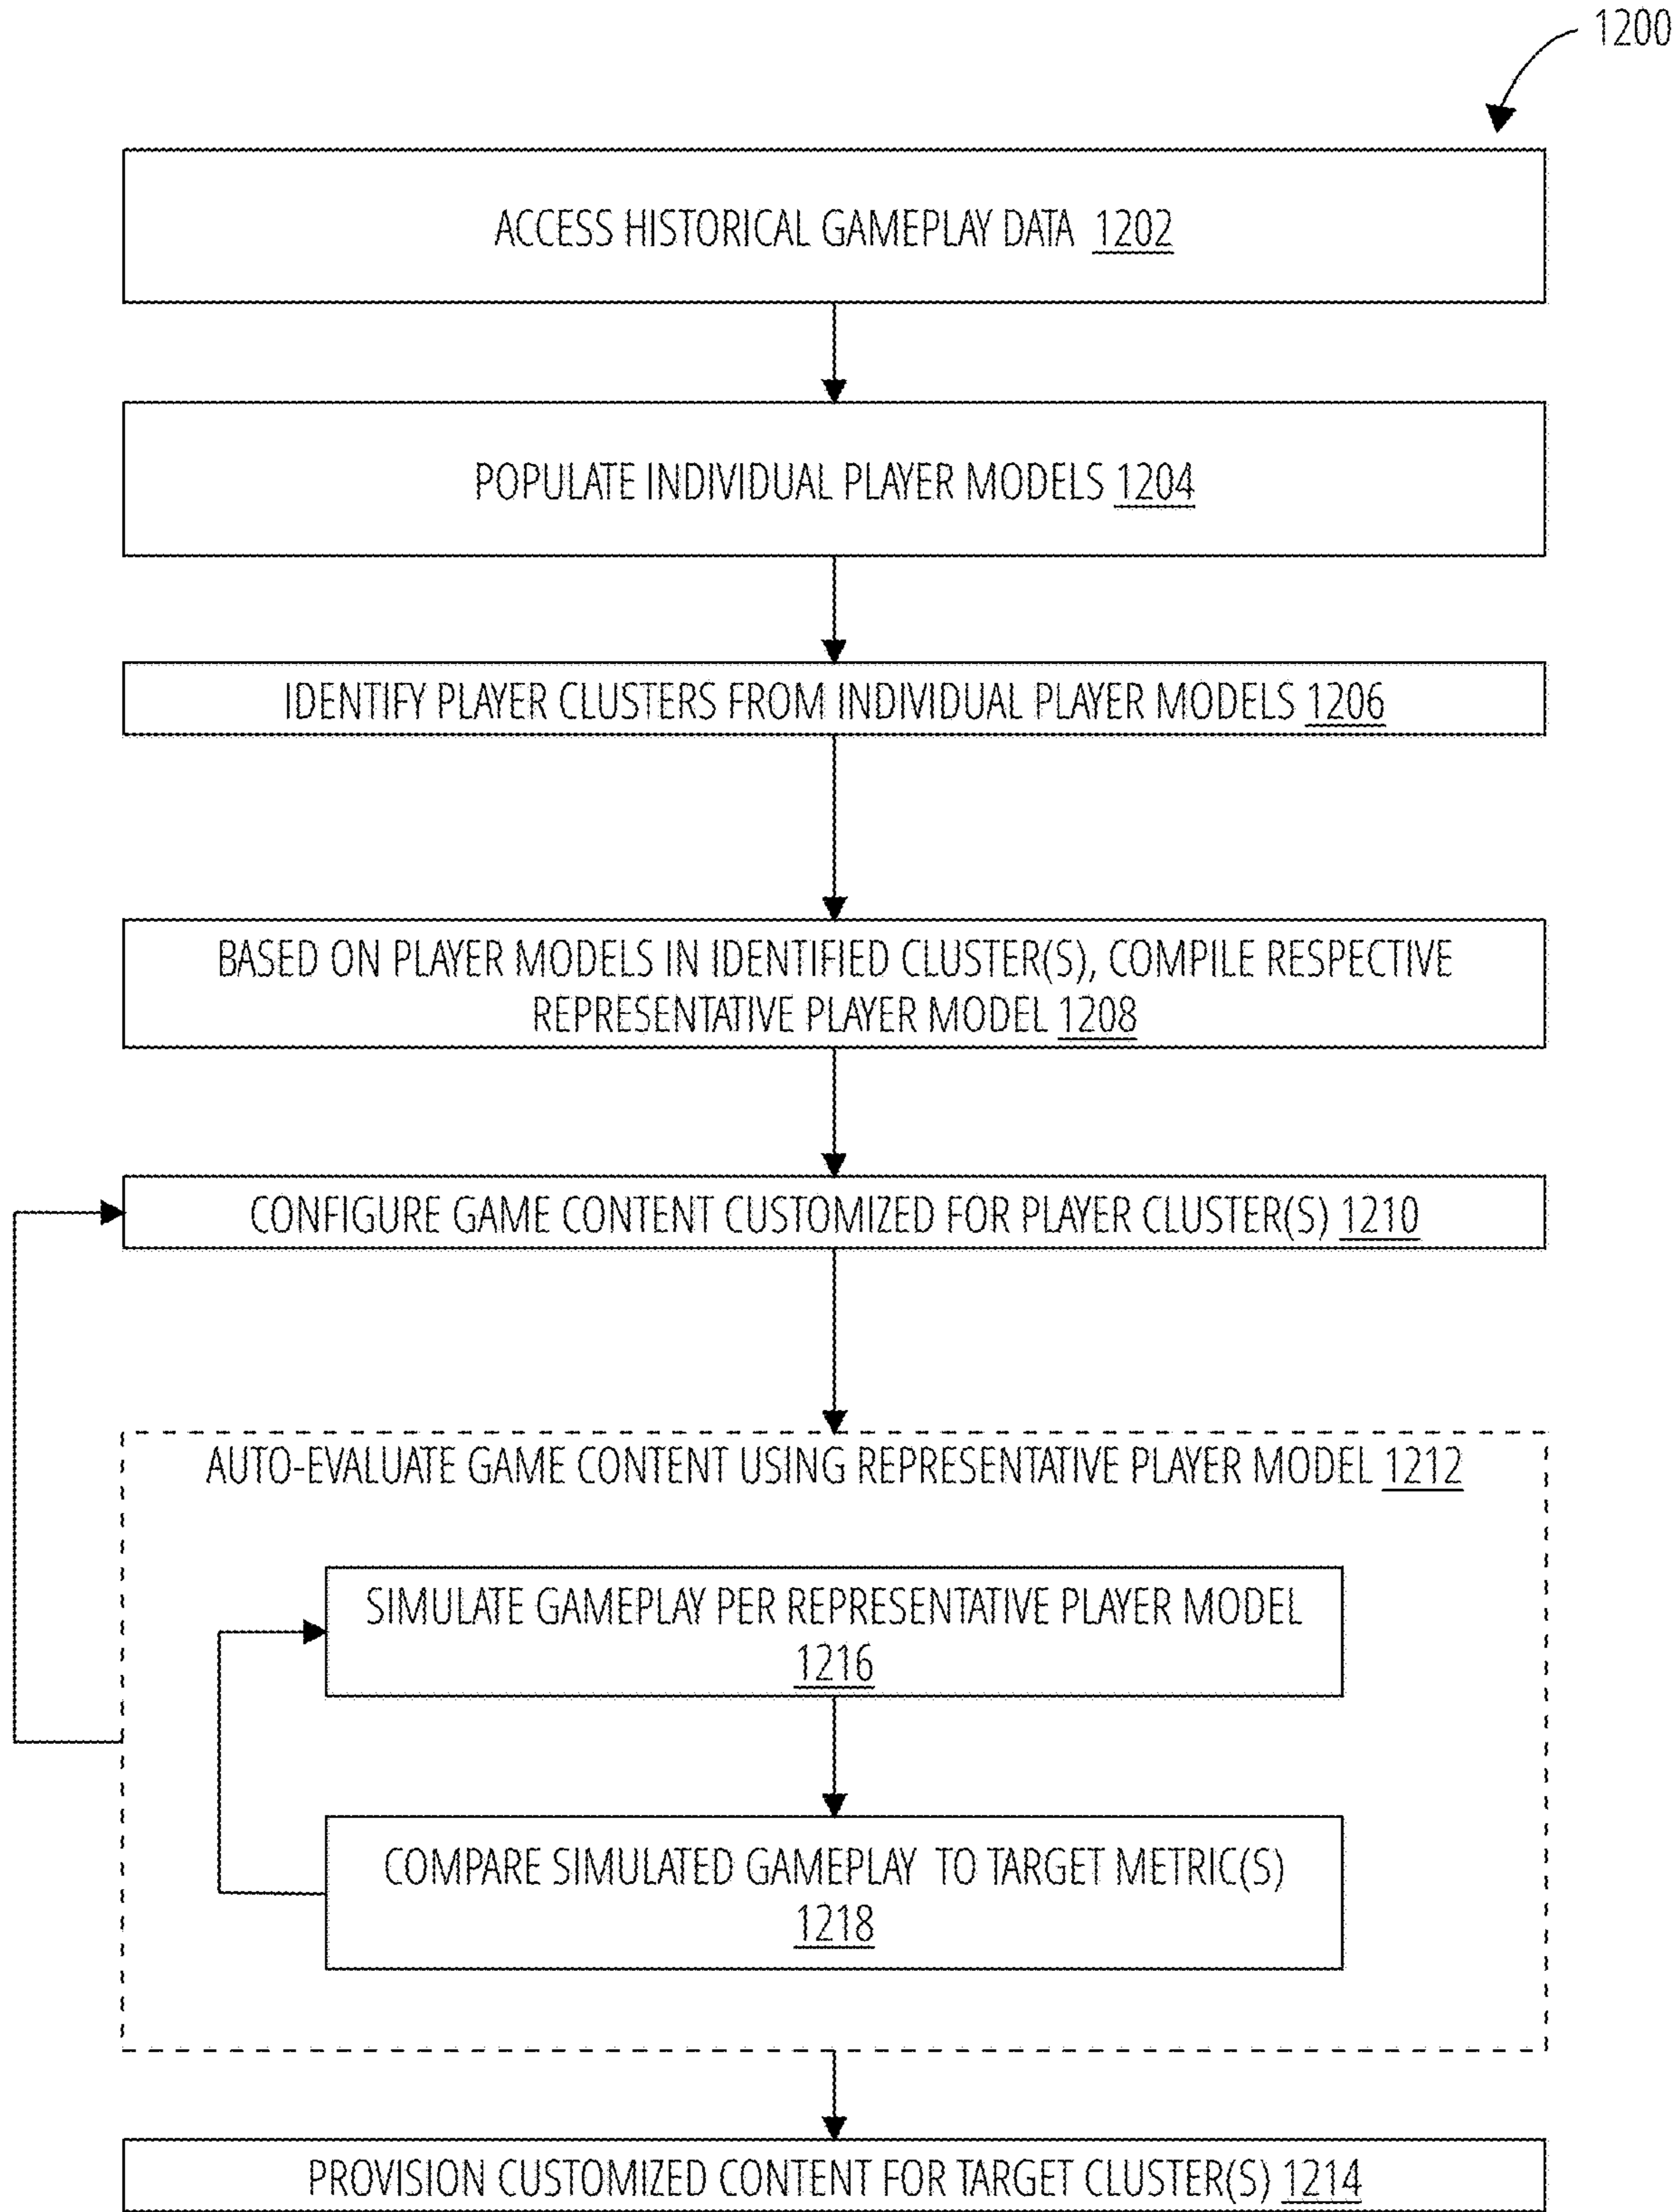 1200
ACCESS HISTORICAL GAMEPLAY DATA 1202
POPULATE INDIVIDUAL PLAYER MODELS 1204
IDENTIFY PLAYER CLUSTERS FROM INDIVIDUAL PLAYER MODELS 1206
BASED ON PLAYER MODELS IN IDENTIFIED CLUSTER(S), COMPILE RESPECTIVE
REPRESENTATIVE PLAYER MODEL 1208
CONFIGURE GAME CONTENT CUSTOMIZED FOR PLAYER CLUSTER(S) 1210
AUTO-EVALUATE GAME CONTENT USING REPRESENTATIVE PLAYER MODEL 1212
SIMULATE GAMEPLAY PER REPRESENTATIVE PLAYER MODEL
1216
COMPARE SIMULATED GAMEPLAY TO TARGET METRIC(S)
1218
PROVISION CUSTOMIZED CONTENT FOR TARGET CLUSTER(S) 1214